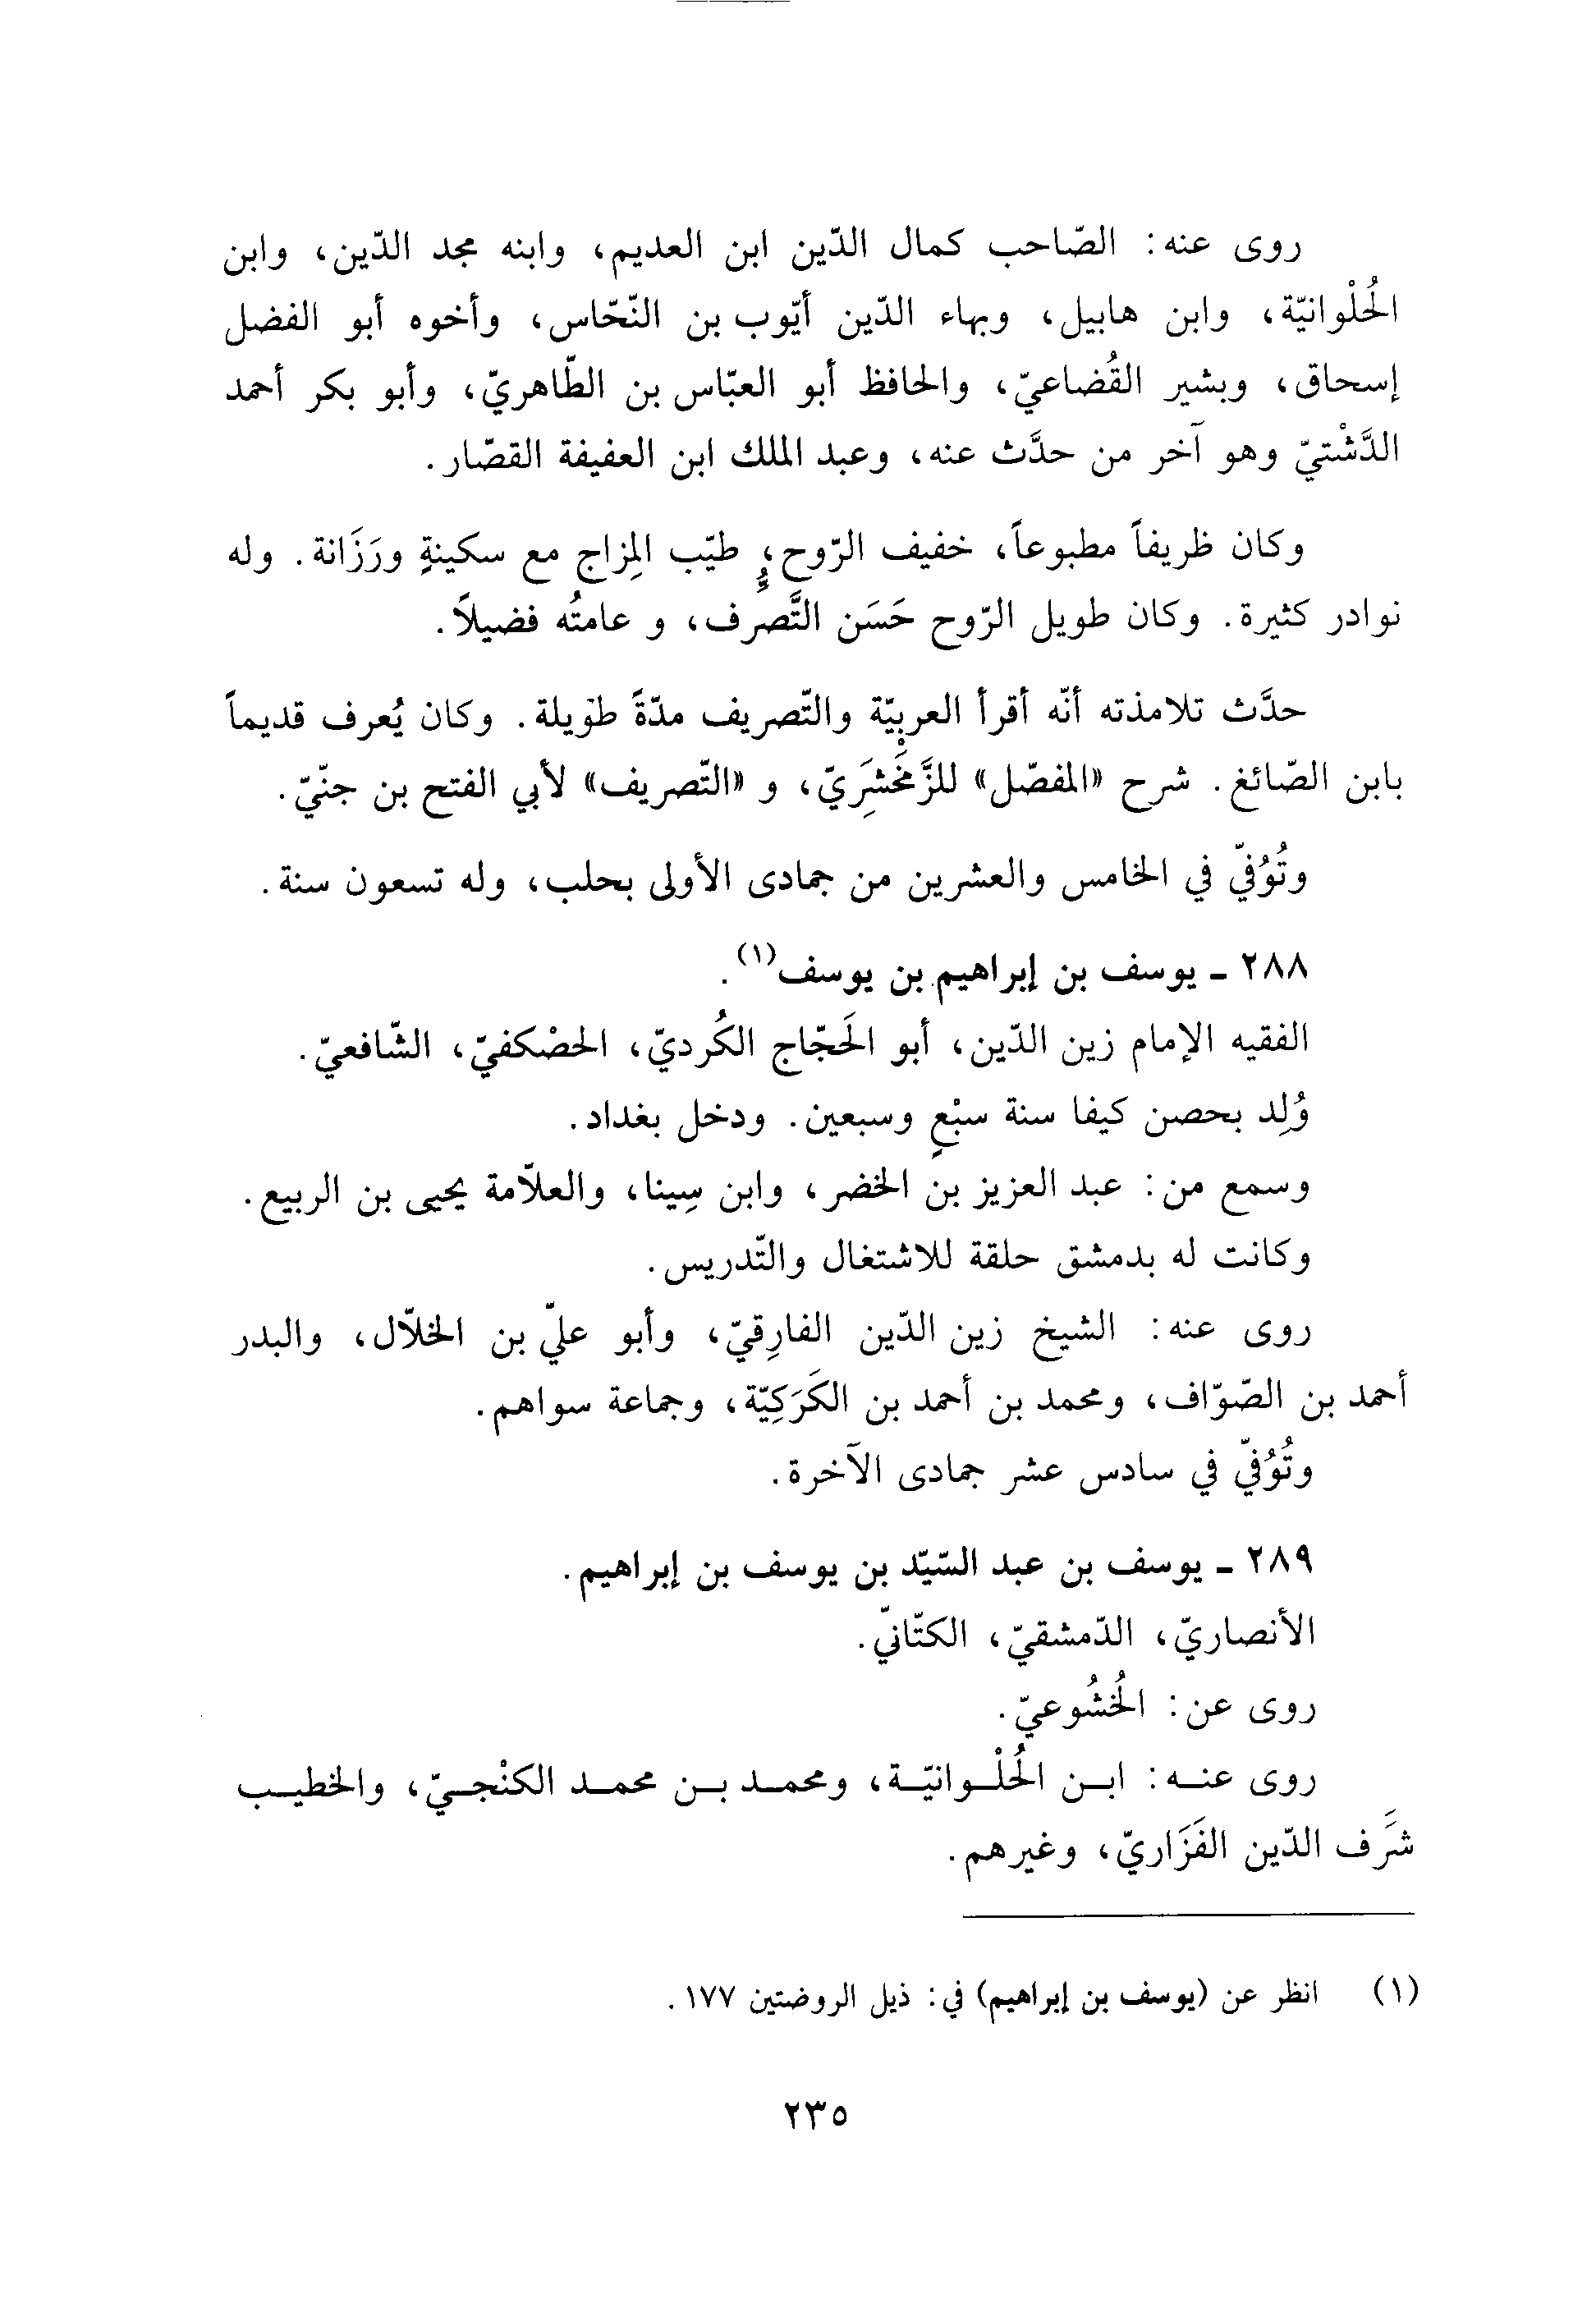 روى عنه: الصّاحب كمال الدّين ابن العديم، وابنه مجد الدّين، وابن
الحُلْوانيّة، وابن هابيل، وبهاء الدّين أيّوب بن النّحّاس، وأخوه أبو الفضل
إسحاق، وبشير القُضاعيّ، والحافظ أبو العبّاس بن الظّاهريّ، وأبو بكر أحمد
الدَّشْتيّ وهو آخر من حدَّث عنه، وعبد الملك ابن العفيفة القصّار.
وكان ظريفاً مطبوعاً، خفيف الرّوح، طيّب المِزاج مع سكينةٍ ورَزَانة. وله
نوادر كثيرة. وكان طويل الرّوح حَسَن التَّصرف، و عامتُه فضيلاً.
حدَّث تلامذته أنّه أقرأ العربيّة والتّصريف مدّةً طويلة. وكان يُعرف قديماً
بابن الصّائغ. شرح «المفصّل» للزَّمَخْشَرِيّ، و «التّصريف» لأبي الفتح بن جنّيّ.
وتُوُفيّ في الخامس والعشرين من جمادى الأولى بحلب، وله تسعون سنة.
٢٨٨ ـ يوسف بن إبراهيم بن يوسف(١).
الفقيه الإمام زين الدّين، أبو الحَجّاج الكُرديّ، الحصْكفيّ، الشّافعيّ.
وُلِد بحصن كيفا سنة سبْعٍ وسبعين. ودخل بغداد.
وسمع من: عبد العزيز بن الخضر، وابن سِينا، والعلاّمة يحيى بن الربيع.
وكانت له بدمشق حلقة للاشتغال والتّدريس.
روى عنه: الشيخ زين الدّين الفارِقيّ، وأبو عليّ بن الخلاّل، والبدر
أحمد بن الصّوّاف، ومحمد بن أحمد بن الكَرَكِيّة، وجماعة سواهم.
وتُوُفيّ في سادس عشر جمادى الآخرة.
٢٨٩ ـ يوسف بن عبد السّيّد بن يوسف بن إبراهيم.
الأنصاريّ، الدّمشقيّ، الكتّانيّ.
روى عن: الخُشُوعيّ.
روى عنـه: ابـن الحُلْـوانيّـة، ومحمـد بـن محمـد الكنْجـيّ، والخطيـب
شَرَف الدّين الفَزَاريّ، وغيرهم.
(١) انظر عن (يوسف بن إبراهيم) في: ذيل الروضتين ١٧٧.
٢٣٥